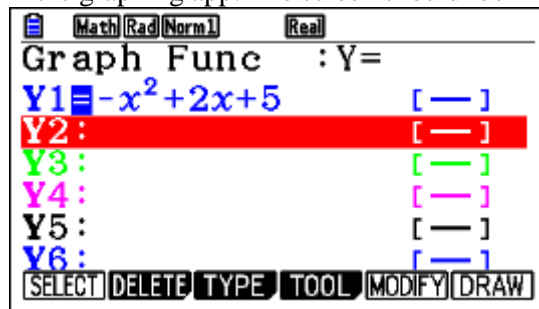 Math Rad Norm1 Real
Graph Func :Y=
Y1=-x²+2x+5 [—]
Y2: [—]
Y3: [—]
Y4: [—]
Y5: [—]
Y6: [—]
SELECT DELETE TYPE TOOL MODIFY DRAW